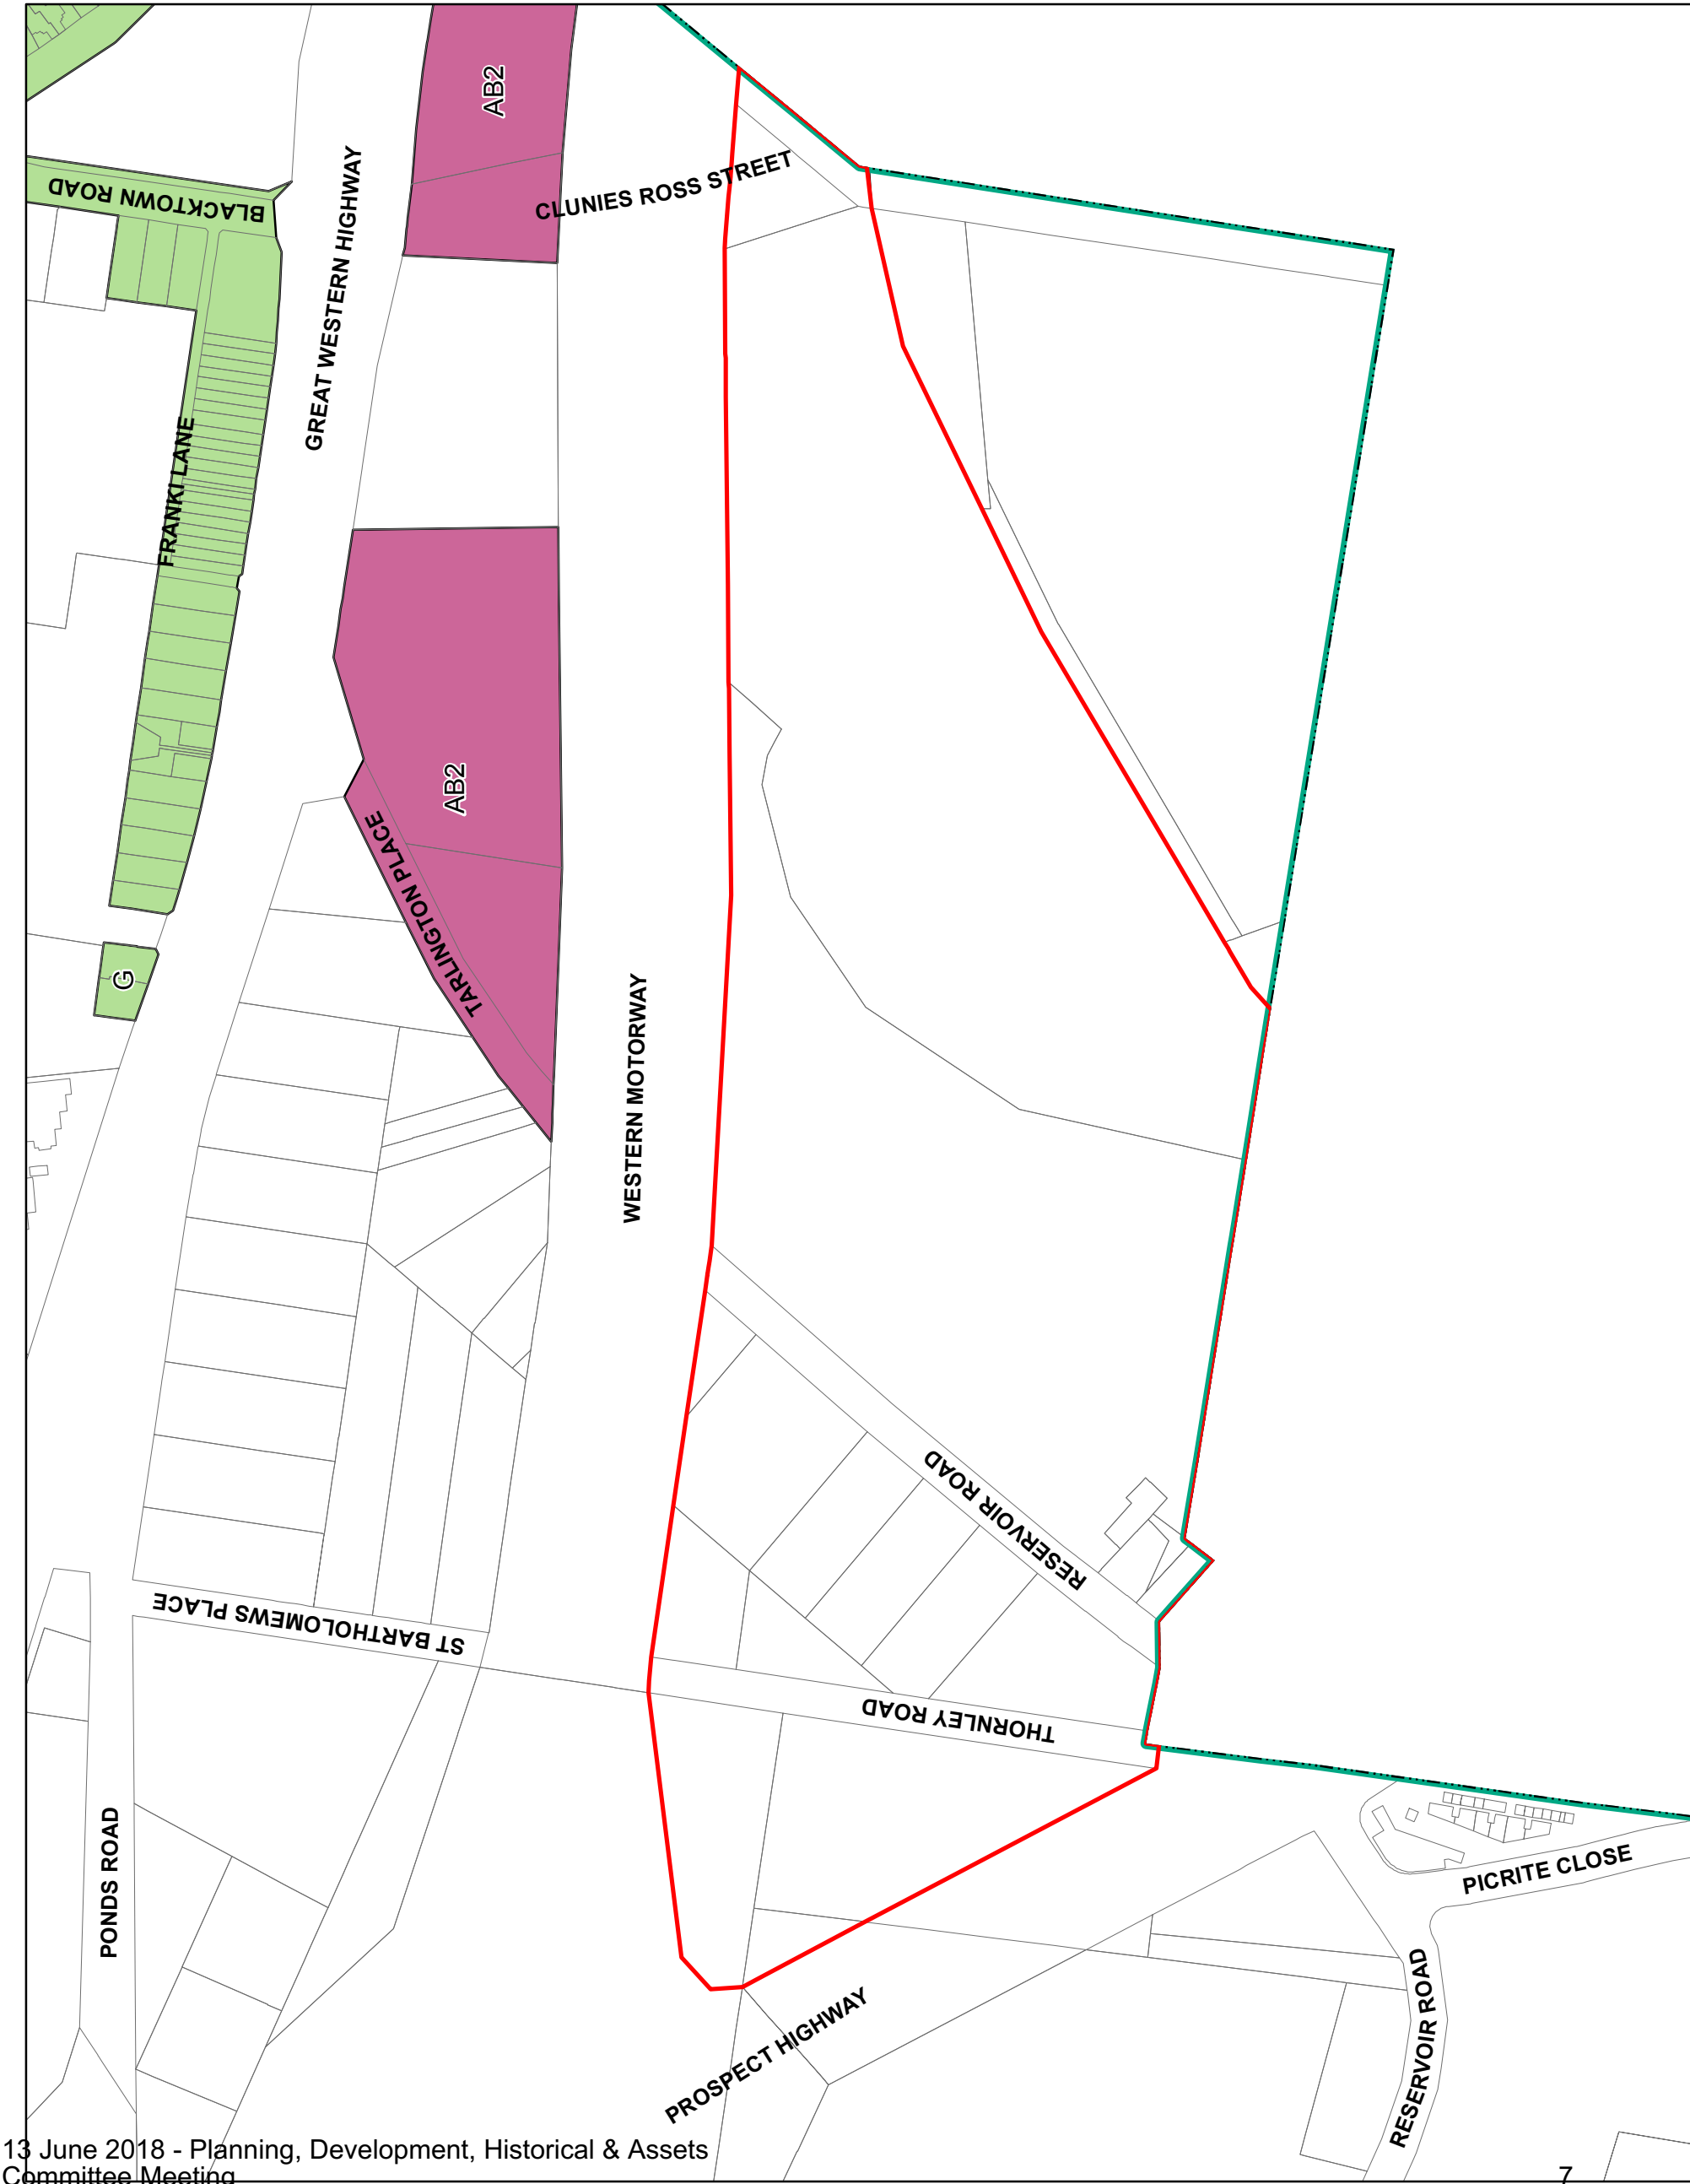 AB2
CLUNIES ROSS STREET
BLACKTOWN ROAD
GREAT WESTERN HIGHWAY
FRANKI LANE
AB2
TARLINGTON PLACE
G
WESTERN MOTORWAY
RESERVOIR ROAD
ST BARTHOLOMEWS PLACE
THORNLEY ROAD
PONDS ROAD
PICRITE CLOSE
PROSPECT HIGHWAY
RESERVOIR ROAD
13 June 2018 - Planning, Development, Historical & Assets
Committee Meeting
7